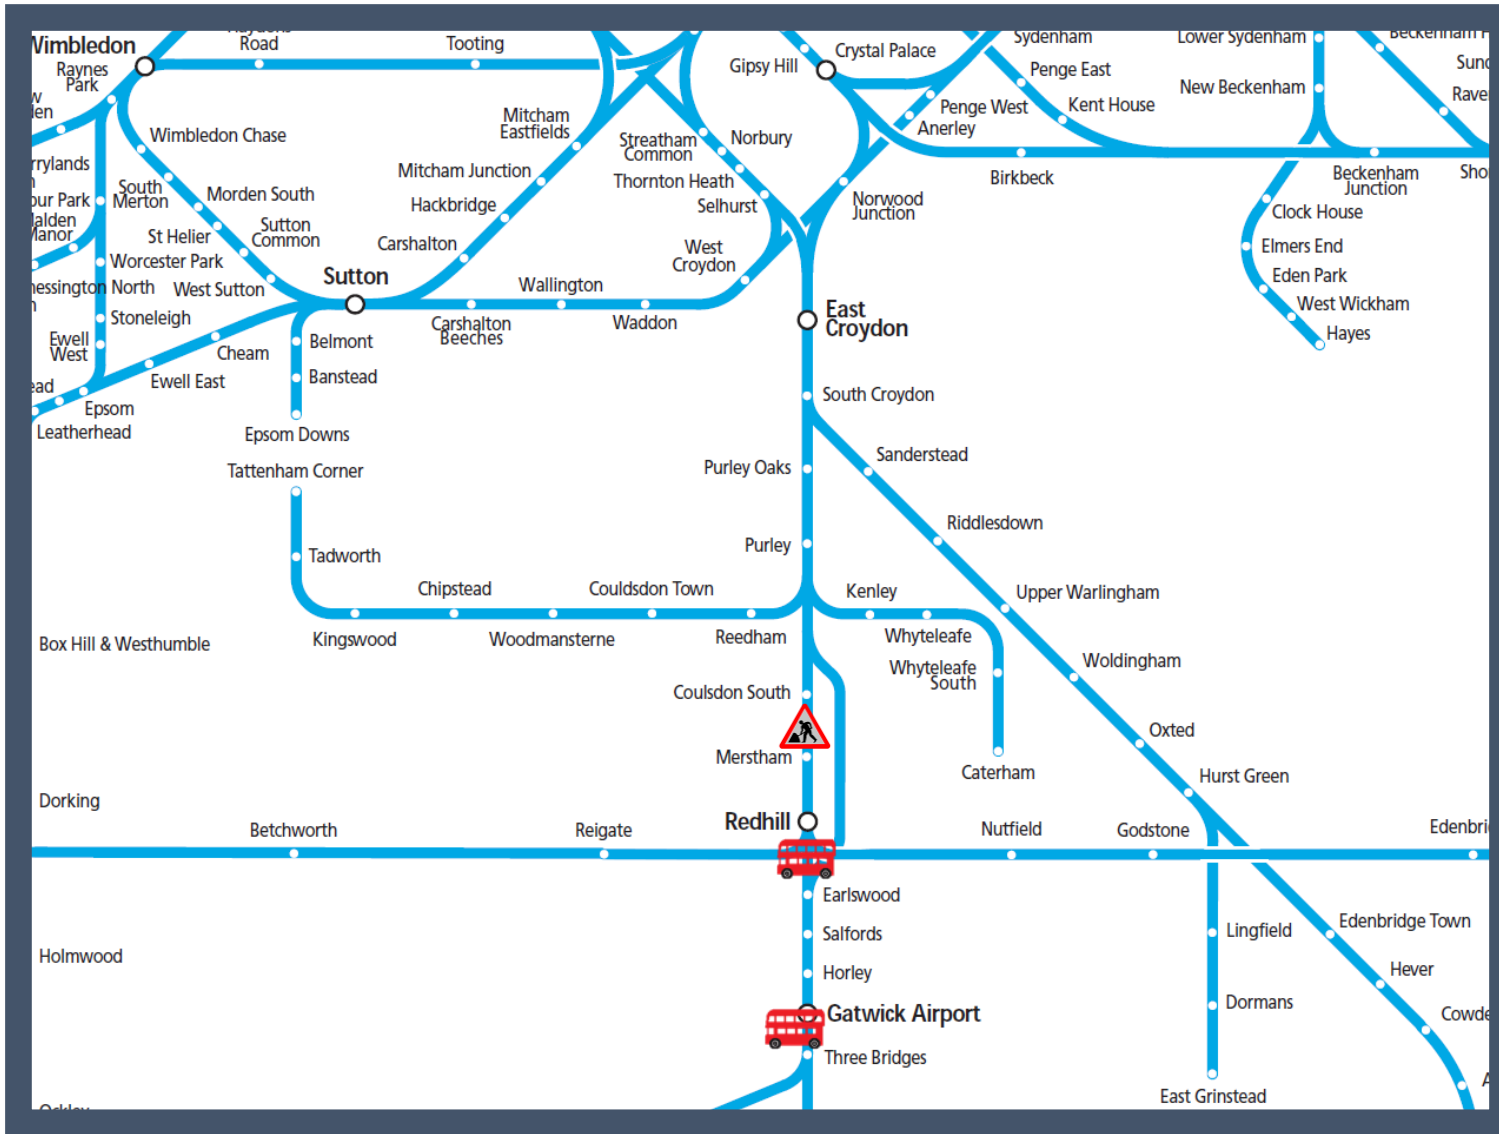 Wimbledon
Road
Tooting
Raynes
Park
Gipsy Hill
Crystal Palace
Sydenham
Lower Sydenham
Penge East
New Beckenham
Kent House
Penge West
Anerley
Wimbledon Chase
Mitcham
Eastfields
Streatham
Common
Norbury
Mitcham Junction
Thornton Heath
Birkbeck
Beckenham
Junction
South
Merton
Morden South
Hackbridge
Selhurst
Norwood
Junction
Clock House
St Helier
Sutton
Common
Carshalton
West
Croydon
Elmers End
Worcester Park
Eden Park
North
West Sutton
Sutton
Wallington
West Wickham
Stoneleigh
Carshalton
Beeches
Waddon
East
Croydon
Hayes
Ewell
West
Cheam
Belmont
Ewell East
Banstead
Epsom
Leatherhead
Epsom Downs
South Croydon
Tattenham Corner
Purley Oaks
Sanderstead
Riddlesdown
Purley
Tadworth
Chipstead
Couldsdon Town
Kenley
Upper Warlingham
Kingswood
Woodmansterne
Reedham
Whyteleafe
Box Hill & Westhumble
Whyteleafe
South
Woldingham
Coulsdon South
Oxted
Merstham
Caterham
Hurst Green
Dorking
Betchworth
Reigate
Redhill
Nutfield
Godstone
Edenbri
Earlswood
Salfords
Lingfield
Edenbridge Town
Holmwood
Horley
Hever
Gatwick Airport
Dormans
Cowde
Three Bridges
East Grinstead